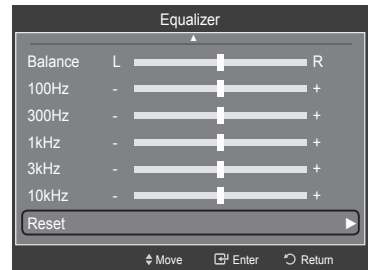 Equalizer
Balance L R
100Hz - +
300Hz - +
1kHz - +
3kHz - +
10kHz - +
Reset
Move Enter Return